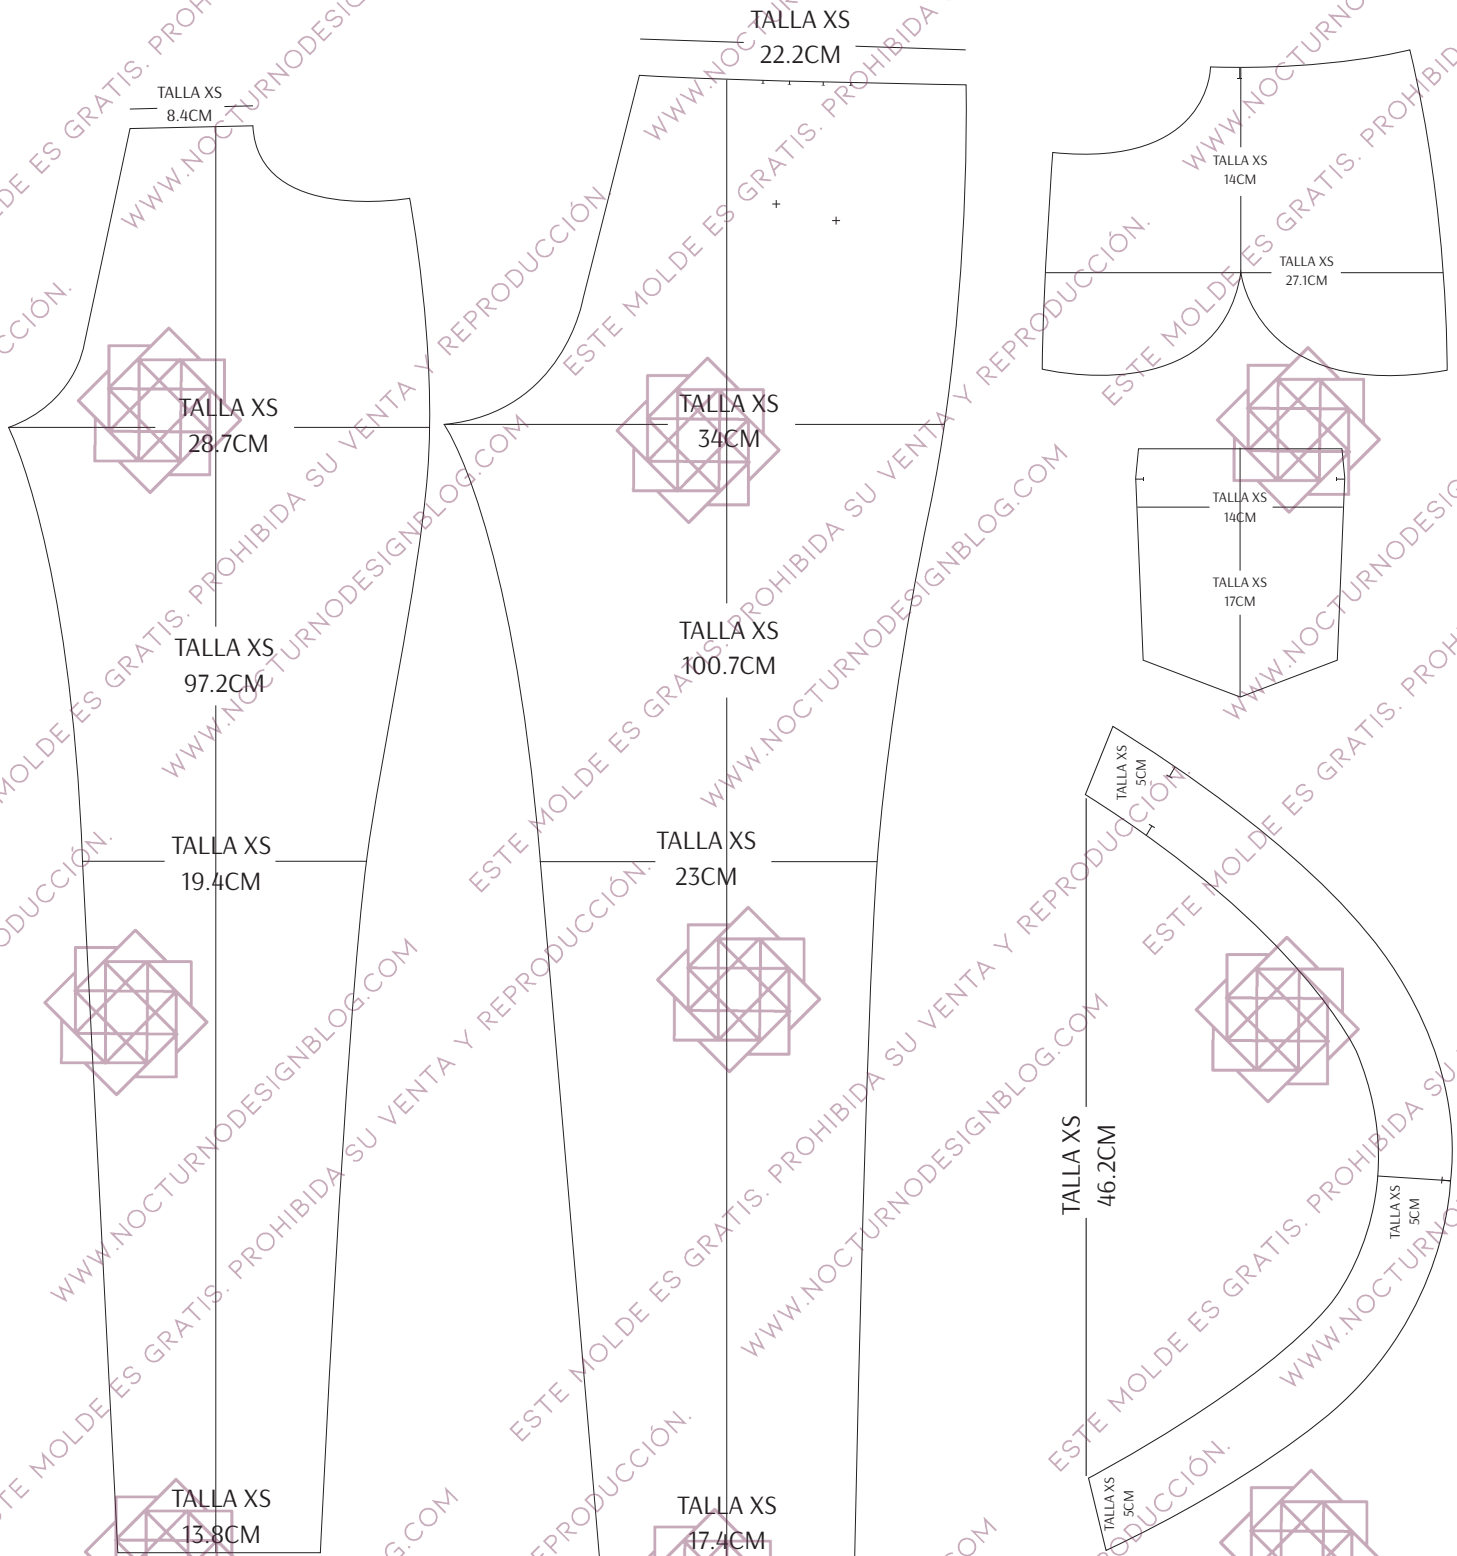 TALLA XS
22.2CM
TALLA XS
8.4CM
TALLA XS
14CM
TALLA XS
27.1CM
TALLA XS
28.7CM
TALLA XS
34CM
TALLA XS
14CM
TALLA XS
17CM
TALLA XS
97.2CM
TALLA XS
100.7CM
TALLA XS
5CM
TALLA XS
19.4CM
TALLA XS
23CM
TALLA XS
46.2CM
TALLA XS
5CM
TALLA XS
13.8CM
TALLA XS
17.4CM
TALLA XS
5CM
ESTE MOLDE ES GRATIS. PROHIBIDA SU VENTA Y REPRODUCCIÓN.
WWW.NOCTURNODESIGNBLOG.COM